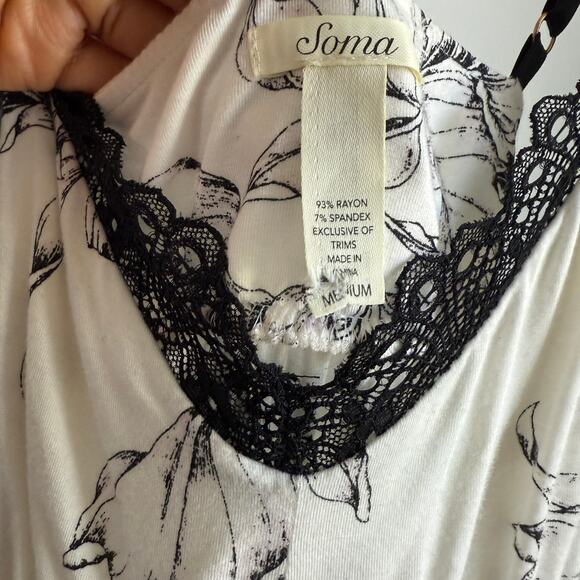 Soma
93% RAYON
7% SPANDEX
EXCLUSIVE OF
TRIMS
MADE IN